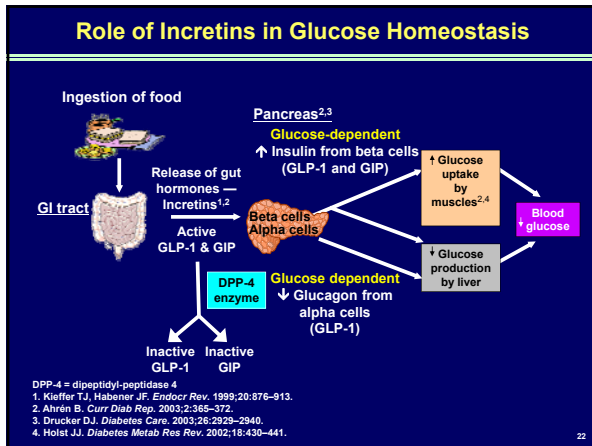 Role of Incretins in Glucose Homeostasis
Ingestion of food
GI tract
Release of gut
hormones —
Incretins1,2
Active
GLP-1 & GIP
DPP-4
enzyme
Inactive
GLP-1
Inactive
GIP
Pancreas2,3
Glucose-dependent
↑ Insulin from beta cells
(GLP-1 and GIP)
Beta cells
Alpha cells
Glucose dependent
↓ Glucagon from
alpha cells
(GLP-1)
↑ Glucose
uptake
by
muscles2,4
↓ Glucose
production
by liver
↓ Blood
glucose
DPP-4 = dipeptidyl-peptidase 4
1. Kieffer TJ, Habener JF. Endocr Rev. 1999;20:876–913.
2. Ahrén B. Curr Diab Rep. 2003;2:365–372.
3. Drucker DJ. Diabetes Care. 2003;26:2929–2940.
4. Holst JJ. Diabetes Metab Res Rev. 2002;18:430–441.
22